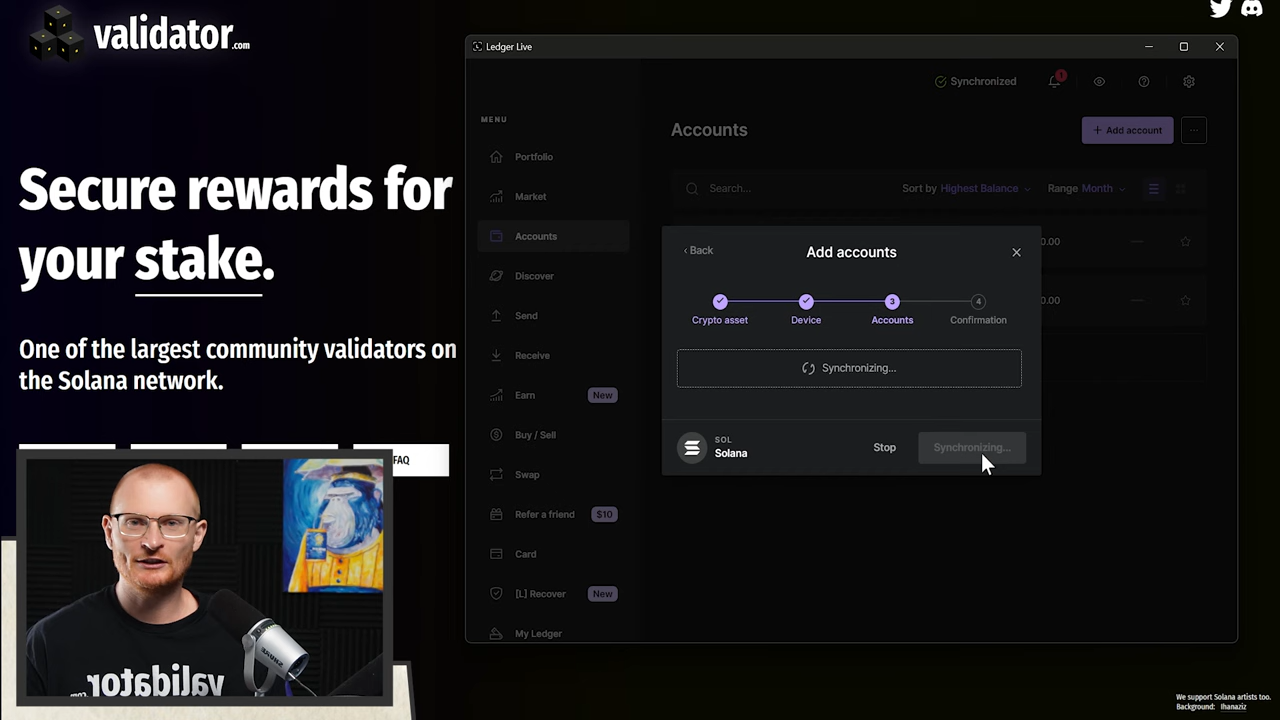 validator.com
Secure rewards for
your stake.
One of the largest community validators on
the Solana network.
FAQ
validator
Ledger Live
Synchronized
1
MENU
Portfolio
Market
Accounts
Discover
Send
Receive
Earn New
Buy / Sell
Swap
Refer a friend $10
Card
[L] Recover New
My Ledger
Accounts
+ Add account
...
Search...
Sort by Highest Balance
Range Month
0.00
0.00
‹ Back
Add accounts
3 4
Crypto asset Device Accounts Confirmation
Synchronizing...
SOL
Solana
Stop
Synchronizing...
We support Solana artists too.
Background: Ihanaziz